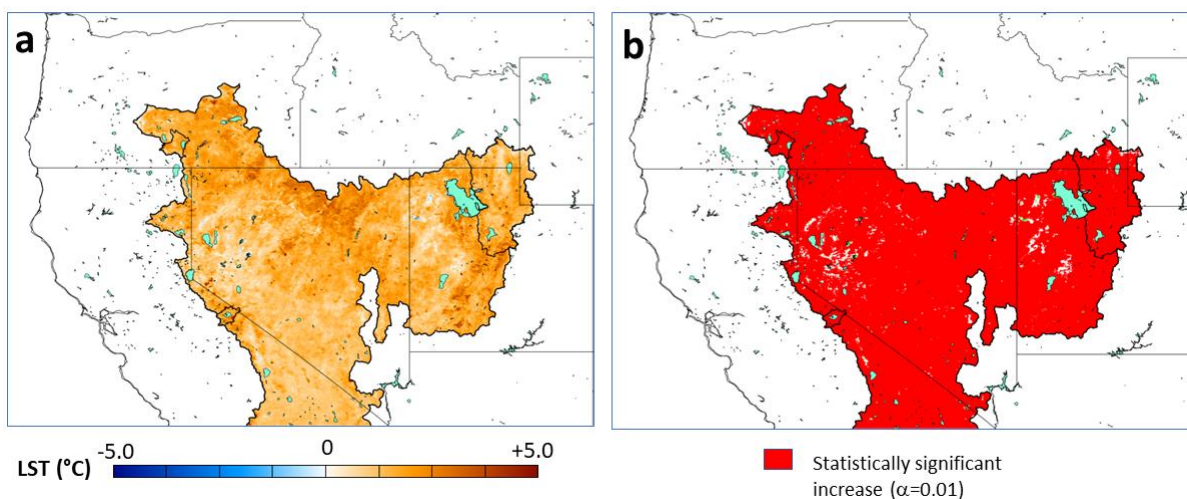 a
b
-5.0 0 +5.0
LST (°C)
Statistically significant
increase (α=0.01)